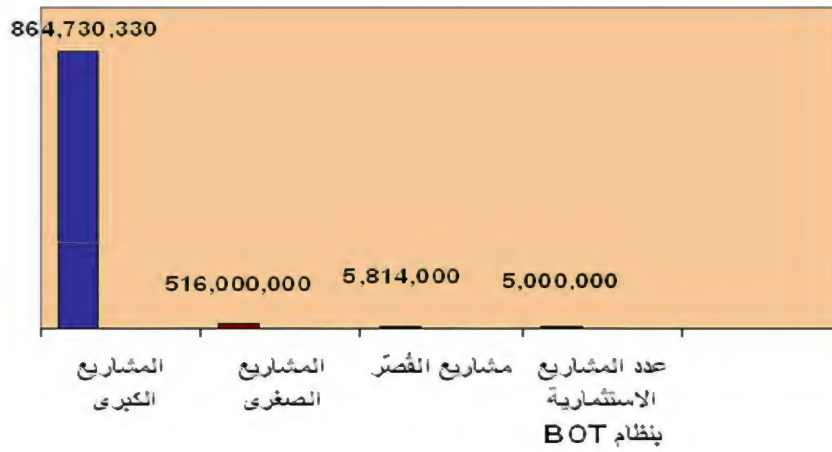 864,730,330
516,000,000
5,814,000
5,000,000
المشاريع الكبرى
المشاريع الصغرى
مشاريع القُصّر
عدد المشاريع الاستثمارية بنظام BOT